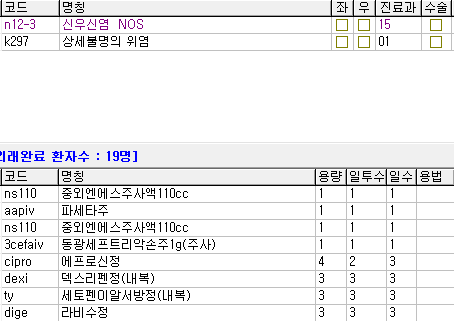 코드 명칭 좌 우 진료과 수술
n12-3 신우신염 NOS 15
k297 상세불명의 위염 01
외래완료 환자수 : 19명]
코드 명칭 용량 일투수 일수 용법
ns110 중외엔에스주사액110cc 1 1 1
aapiv 파세타주 1 1 1
ns110 중외엔에스주사액110cc 1 1 1
3cefaiv 동광세프트리악손주1g(주사) 1 1 1
cipro 에프로신정 4 2 3
dexi 덱스리펜정(내복) 3 3 3
ty 세토펜이알서방정(내복) 3 3 3
dige 라비수정 3 3 3